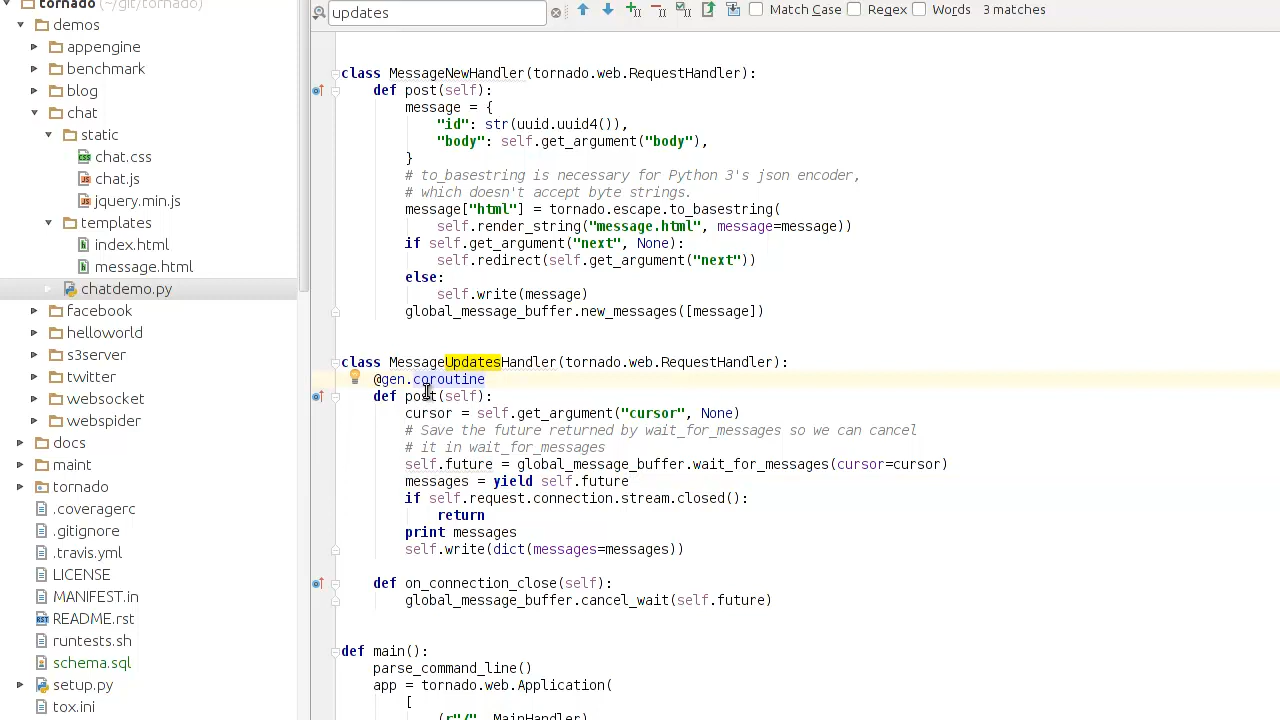 tornado (~/git/tornado)
demos
appengine
benchmark
blog
chat
static
chat.css
chat.js
jquery.min.js
templates
index.html
message.html
chatdemo.py
facebook
helloworld
s3server
twitter
websocket
webspider
docs
maint
tornado
.coveragerc
.gitignore
.travis.yml
LICENSE
MANIFEST.in
README.rst
runtests.sh
schema.sql
setup.py
tox.ini
updates Match Case Regex Words 3 matches
class MessageNewHandler(tornado.web.RequestHandler):
def post(self):
message = {
"id": str(uuid.uuid4()),
"body": self.get_argument("body"),
}
# to_basestring is necessary for Python 3's json encoder,
# which doesn't accept byte strings.
message["html"] = tornado.escape.to_basestring(
self.render_string("message.html", message=message))
if self.get_argument("next", None):
self.redirect(self.get_argument("next"))
else:
self.write(message)
global_message_buffer.new_messages([message])
class MessageUpdatesHandler(tornado.web.RequestHandler):
@gen.coroutine
def post(self):
cursor = self.get_argument("cursor", None)
# Save the future returned by wait_for_messages so we can cancel
# it in wait_for_messages
self.future = global_message_buffer.wait_for_messages(cursor=cursor)
messages = yield self.future
if self.request.connection.stream.closed():
return
print messages
self.write(dict(messages=messages))
def on_connection_close(self):
global_message_buffer.cancel_wait(self.future)
def main():
parse_command_line()
app = tornado.web.Application(
[
(r"/", MainHandler)